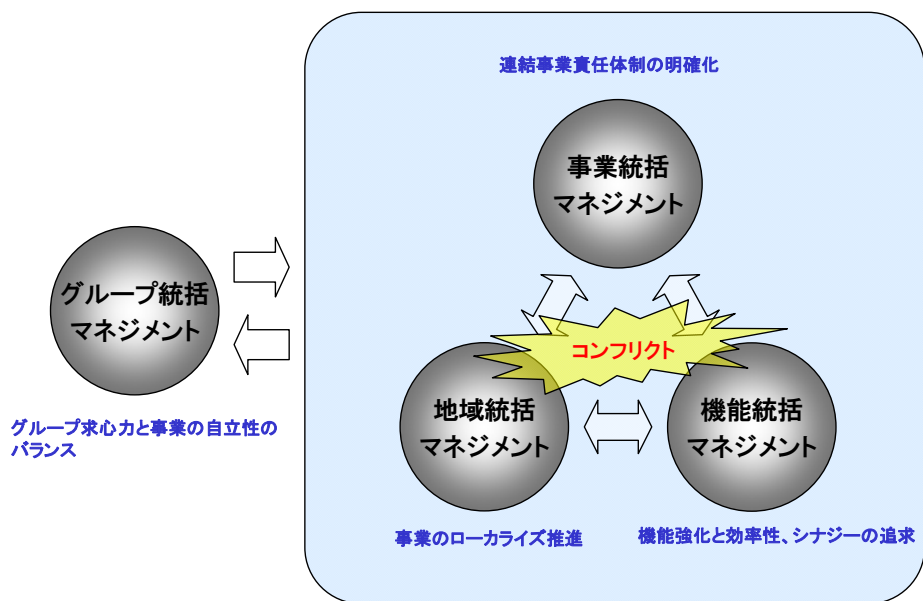 連結事業責任体制の明確化
事業統括
マネジメント
グループ統括
マネジメント
コンフリクト
地域統括
マネジメント
機能統括
マネジメント
グループ求心力と事業の自立性の
バランス
事業のローカライズ推進
機能強化と効率性、シナジーの追求